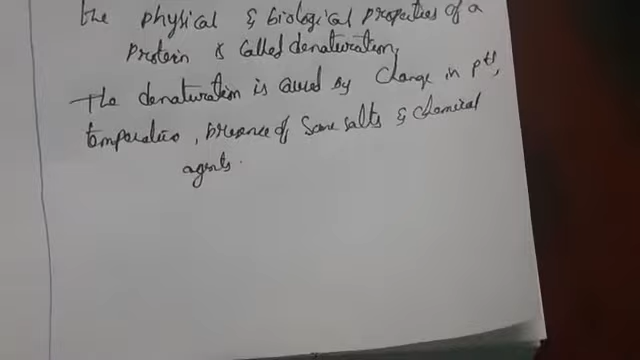 the physical & biological properties of a
protein is called denaturation.
The denaturation is caused by change in pH,
temperature, presence of some salts & chemical
agents.